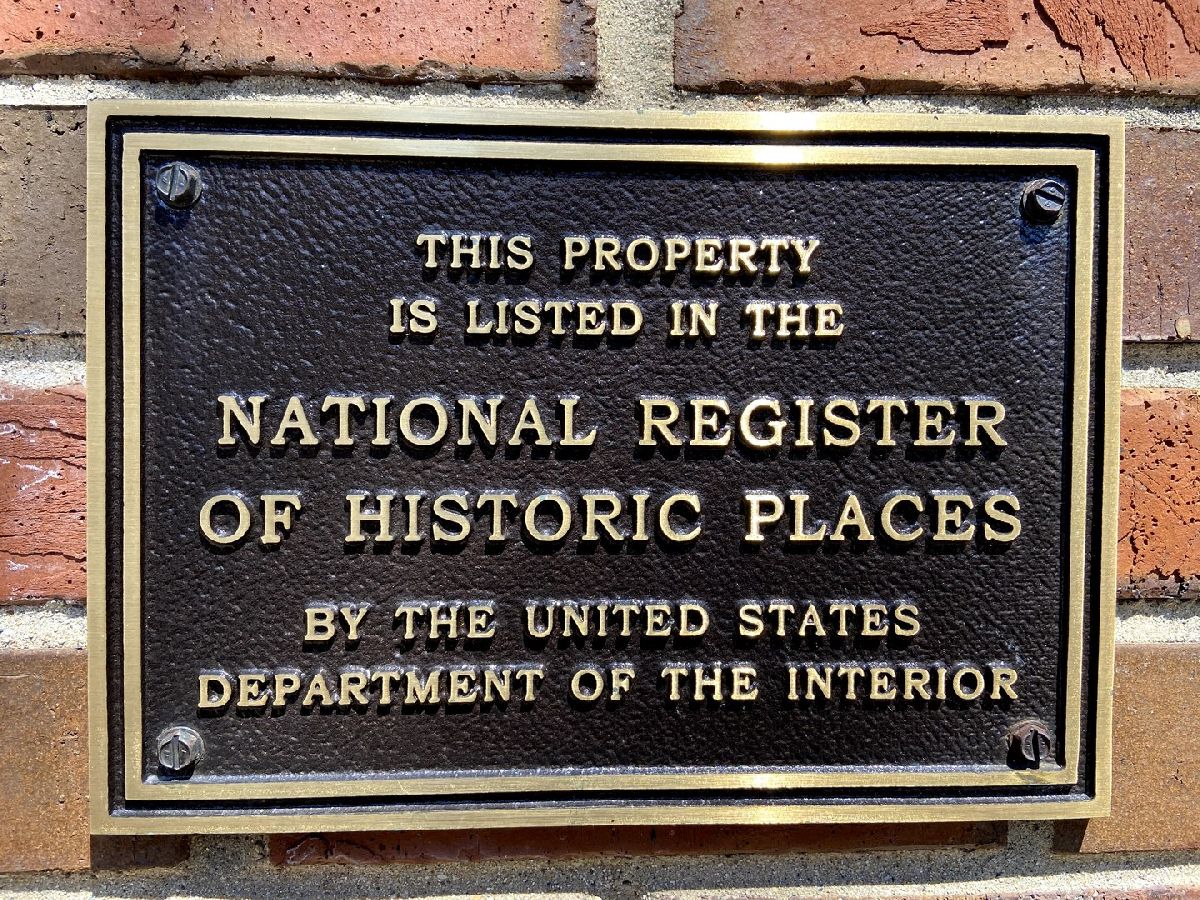 THIS PROPERTY
IS LISTED IN THE
NATIONAL REGISTER
OF HISTORIC PLACES
BY THE UNITED STATES
DEPARTMENT OF THE INTERIOR